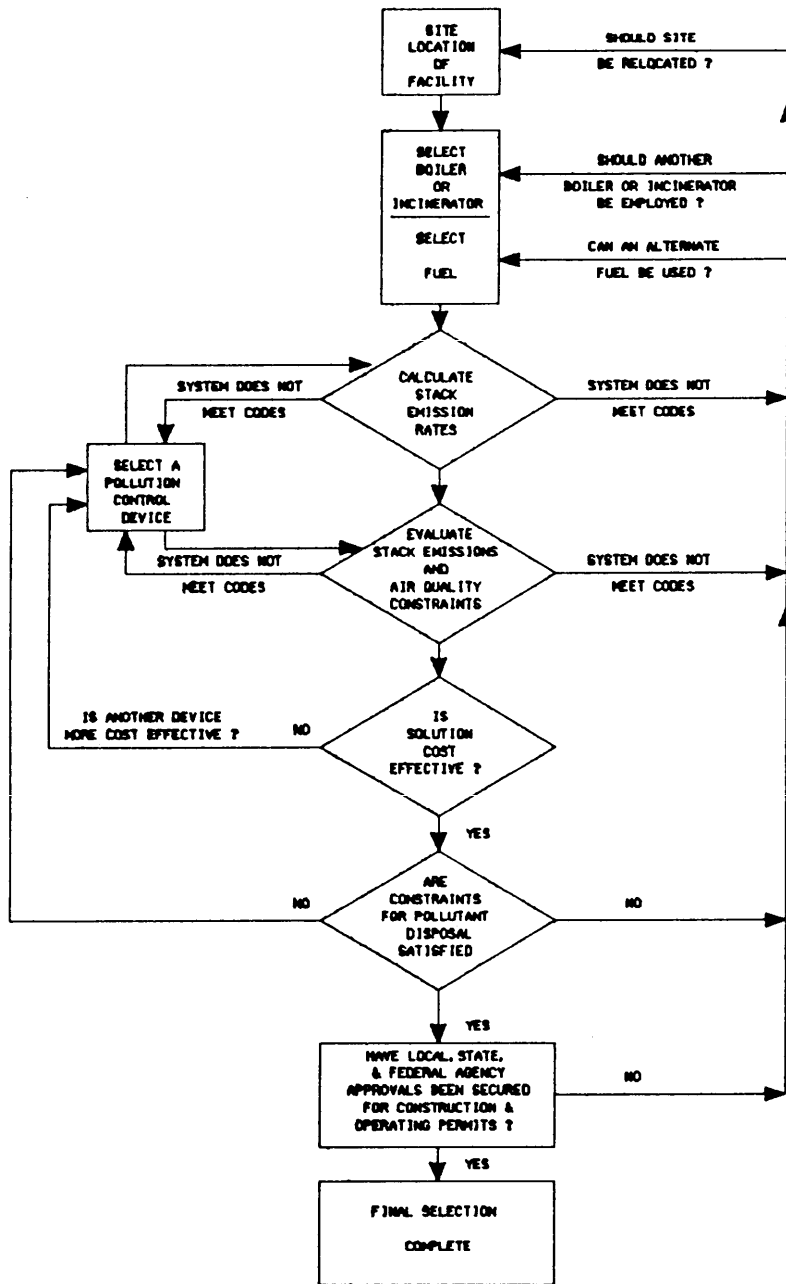 SITE
LOCATION
OF
FACILITY
SHOULD SITE
BE RELOCATED ?
SELECT
BOILER
OR
INCINERATOR
SELECT
FUEL
SHOULD ANOTHER
BOILER OR INCINERATOR
BE EMPLOYED ?
CAN AN ALTERNATE
FUEL BE USED ?
CALCULATE
STACK
EMISSION
RATES
SYSTEM DOES NOT
MEET CODES
SYSTEM DOES NOT
MEET CODES
SELECT A
POLLUTION
CONTROL
DEVICE
EVALUATE
STACK EMISSIONS
AND
AIR QUALITY
CONSTRAINTS
SYSTEM DOES NOT
MEET CODES
SYSTEM DOES NOT
MEET CODES
IS ANOTHER DEVICE
MORE COST EFFECTIVE ?
NO
IS
SOLUTION
COST
EFFECTIVE ?
YES
NO
ARE
CONSTRAINTS
FOR POLLUTANT
DISPOSAL
SATISFIED
NO
YES
HAVE LOCAL, STATE,
& FEDERAL AGENCY
APPROVALS BEEN SECURED
FOR CONSTRUCTION &
OPERATING PERMITS ?
NO
YES
FINAL SELECTION
COMPLETE